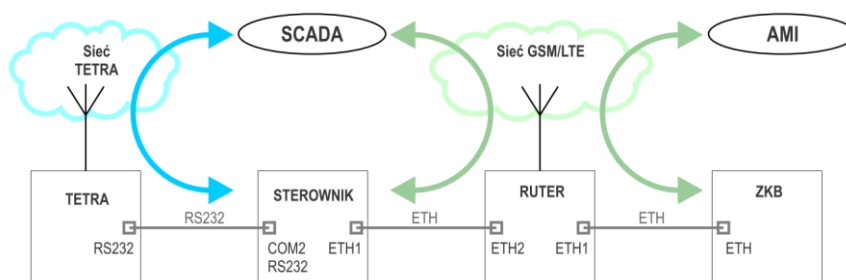 Sieć
TETRA
SCADA
Sieć GSM/LTE
AMI
TETRA
STEROWNIK
RUTER
ZKB
RS232
ETH
ETH
RS232
COM2
RS232
ETH1
ETH2
ETH1
ETH